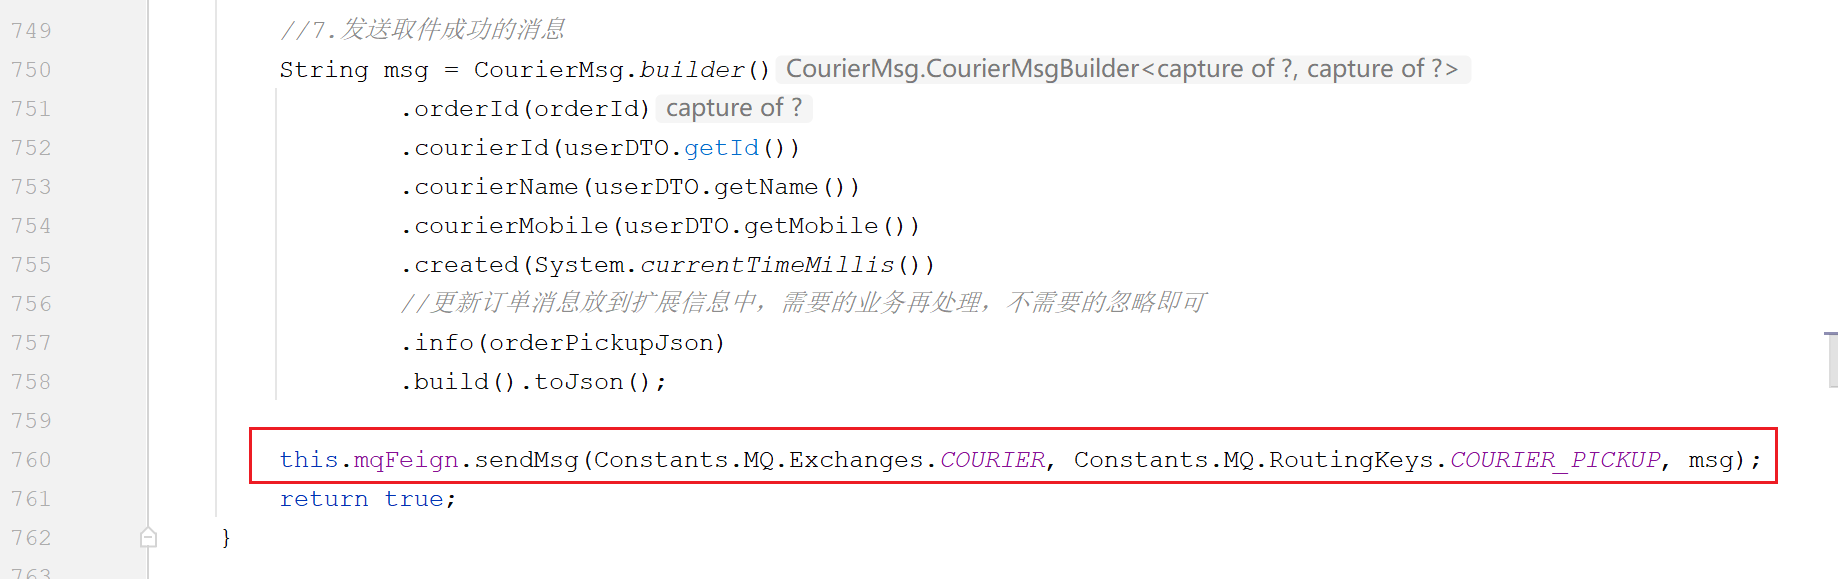 749 //7.发送取件成功的消息
750 String msg = CourierMsg.builder() CourierMsg.CourierMsgBuilder<capture of ?, capture of ?>
751 .orderId(orderId) capture of ?
752 .courierId(userDTO.getId())
753 .courierName(userDTO.getName())
754 .courierMobile(userDTO.getMobile())
755 .created(System.currentTimeMillis())
756 //更新订单消息放到扩展信息中，需要的业务再处理，不需要的忽略即可
757 .info(orderPickupJson)
758 .build().toJson();
759
760 this.mqFeign.sendMsg(Constants.MQ.Exchanges.COURIER, Constants.MQ.RoutingKeys.COURIER_PICKUP, msg);
761 return true;
762 }
763